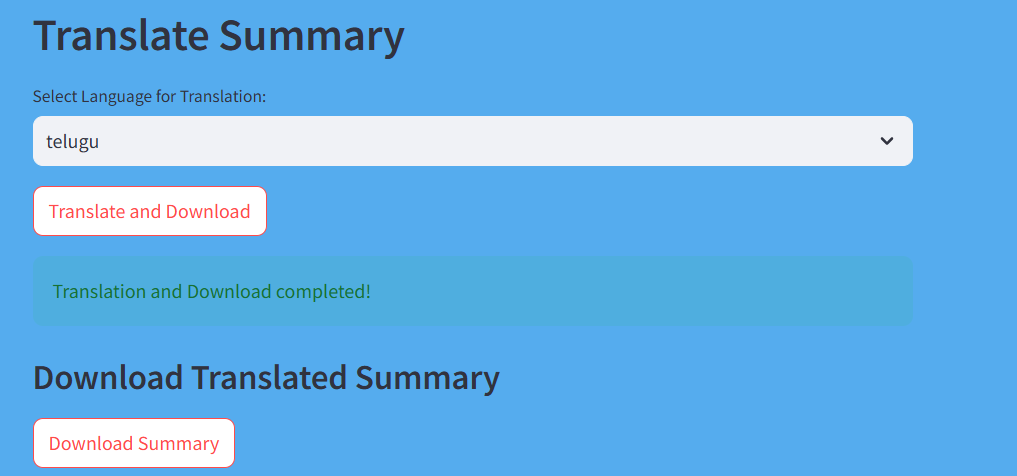 Translate Summary
Select Language for Translation:
telugu
Translate and Download
Translation and Download completed!
Download Translated Summary
Download Summary